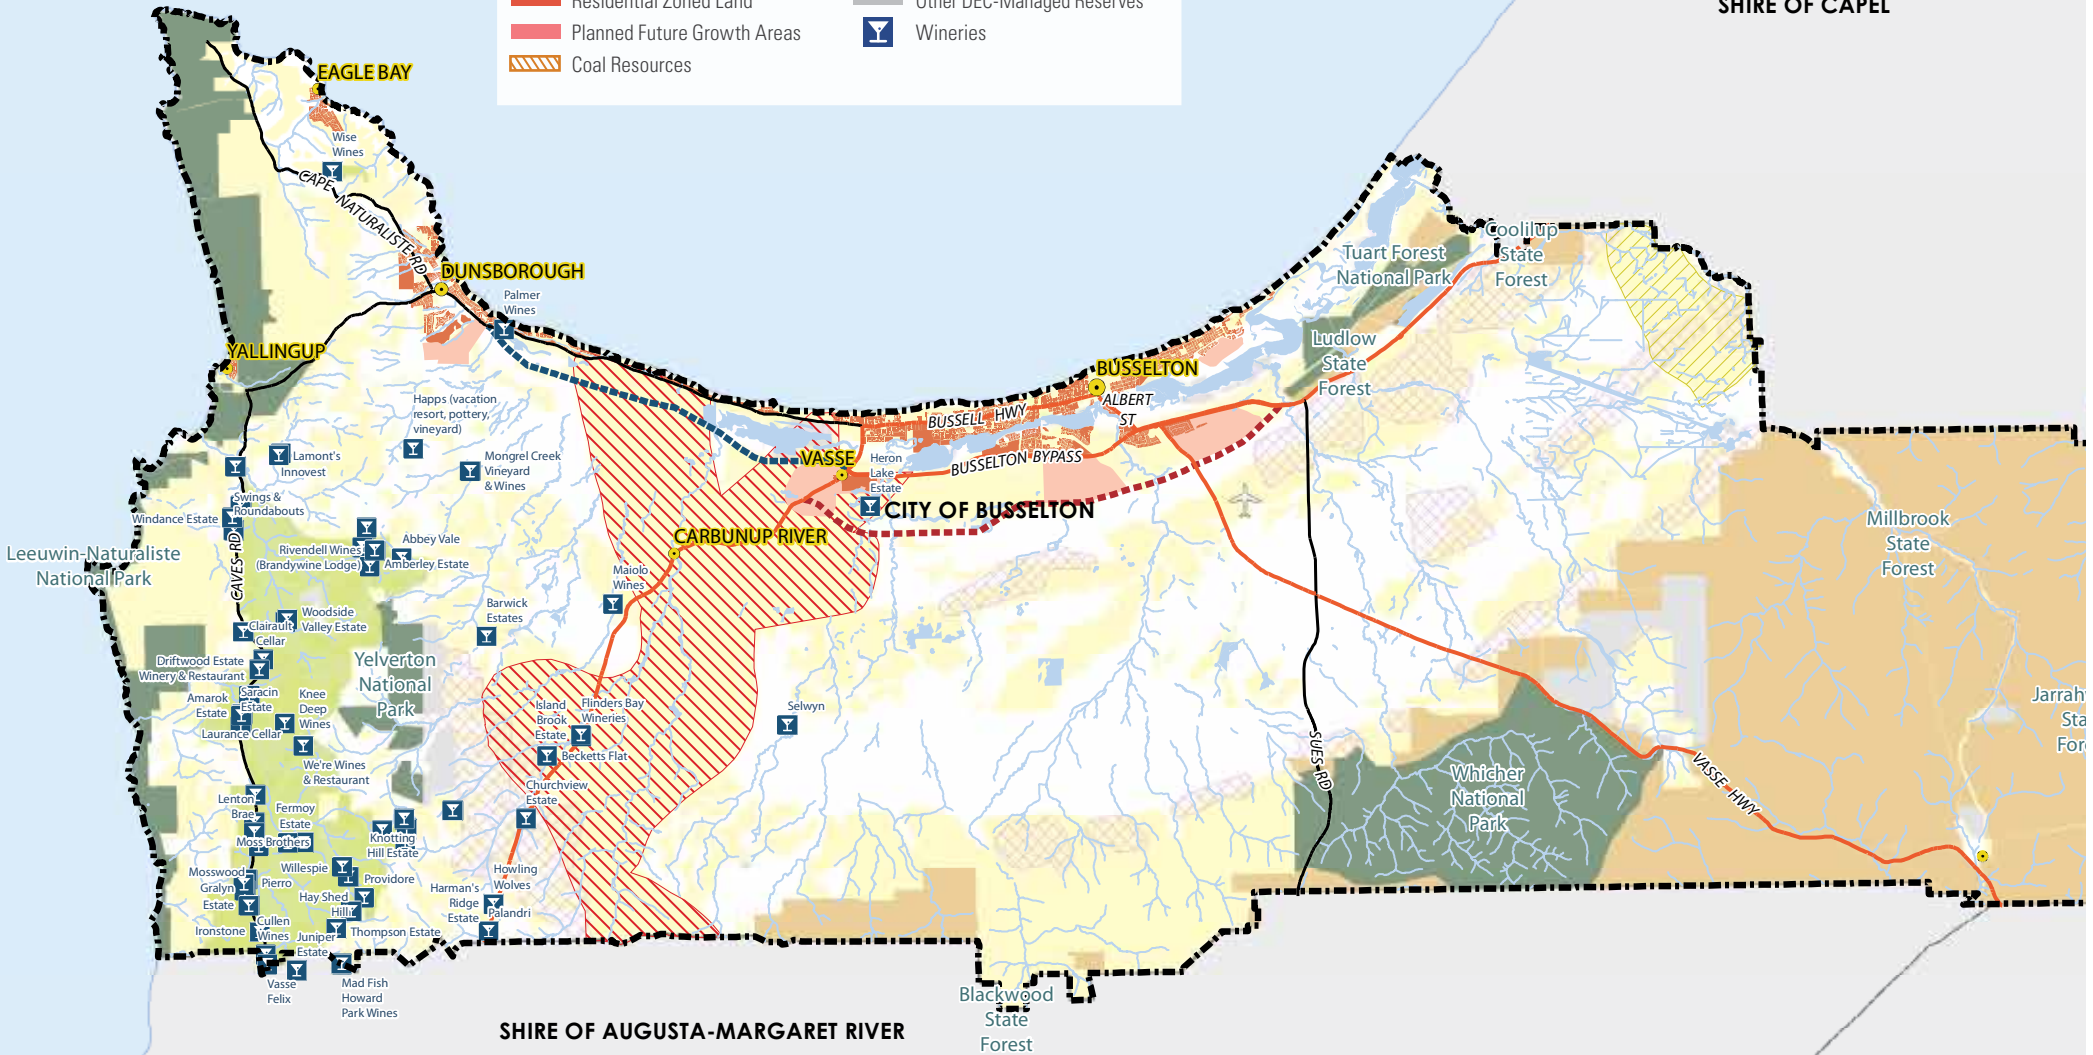 Residential Zoned Land
Other DEC-Managed Reserves
Planned Future Growth Areas
Wineries
Coal Resources
SHIRE OF CAPEL
EAGLE BAY
Wise
Wines
CAPE NATURALISTE RD
DUNSBOROUGH
Palmer
Wines
YALLINGUP
Happs (vacation
resort, pottery,
vineyard)
Lamont's
Innovest
Mongrel Creek
Vineyard
& Wines
Swings &
Roundabouts
Windance Estate
Leeuwin-Naturaliste
National Park
CAVES RD
Rivendell Wines
(Brandywine Lodge)
Abbey Vale
Amberley Estate
Woodside
Valley Estate
Clairault
Cellar
Barwick
Estates
Driftwood Estate
Winery & Restaurant
Yelverton
National
Park
Amarok
Estate
Saracin
Estate
Knee
Deep
Wines
Laurance Cellar
We're Wines
& Restaurant
Lenton
Brae
Fermoy
Estate
Moss Brothers
Knotting
Hill Estate
Willespie
Mosswood
Gralyn
Estate
Pierro
Providore
Hay Shed
Hill
Ironstone
Cullen
Wines
Juniper
Estate
Thompson Estate
Vasse
Felix
Mad Fish
Howard
Park Wines
Harman's
Ridge
Estate
Howling
Wolves
Palandri
Churchview
Estate
Becketts Flat
Island
Brook
Estate
Flinders Bay
Wineries
Maiolo
Wines
CARBUNUP RIVER
VASSE
Heron
Lake
Estate
CITY OF BUSSELTON
BUSSELL HWY
BUSSELTON BYPASS
BUSSELTON
ALBERT
ST
Selwyn
Tuart Forest
National Park
Coolilup
State
Forest
Ludlow
State
Forest
SUES RD
Whicher
National
Park
VASSE HWY
Millbrook
State
Forest
Blackwood
State
Forest
SHIRE OF AUGUSTA-MARGARET RIVER